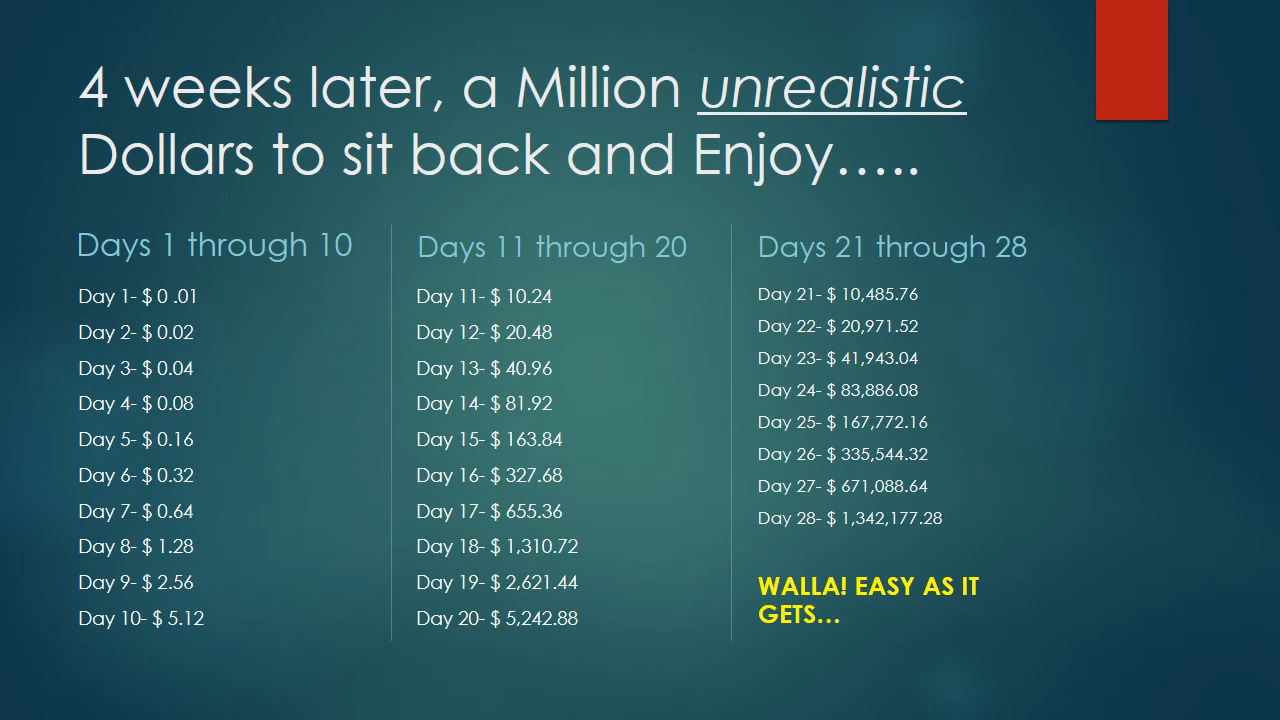 4 weeks later, a Million unrealistic
Dollars to sit back and Enjoy…..
Days 1 through 10
Day 1- $ 0 .01
Day 2- $ 0.02
Day 3- $ 0.04
Day 4- $ 0.08
Day 5- $ 0.16
Day 6- $ 0.32
Day 7- $ 0.64
Day 8- $ 1.28
Day 9- $ 2.56
Day 10- $ 5.12
Days 11 through 20
Day 11- $ 10.24
Day 12- $ 20.48
Day 13- $ 40.96
Day 14- $ 81.92
Day 15- $ 163.84
Day 16- $ 327.68
Day 17- $ 655.36
Day 18- $ 1,310.72
Day 19- $ 2,621.44
Day 20- $ 5,242.88
Days 21 through 28
Day 21- $ 10,485.76
Day 22- $ 20,971.52
Day 23- $ 41,943.04
Day 24- $ 83,886.08
Day 25- $ 167,772.16
Day 26- $ 335,544.32
Day 27- $ 671,088.64
Day 28- $ 1,342,177.28
WALLA! EASY AS IT
GETS…